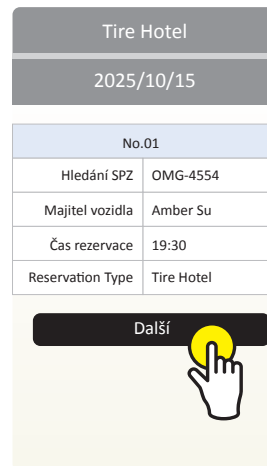 Tire Hotel
2025/10/15
No.01
Hledání SPZ OMG-4554
Majitel vozidla Amber Su
Čas rezervace 19:30
Reservation Type Tire Hotel
Další